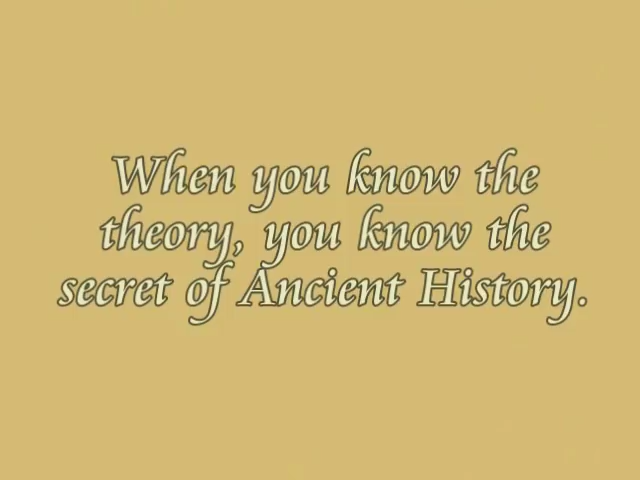 When you know the
theory, you know the
secret of Ancient History.